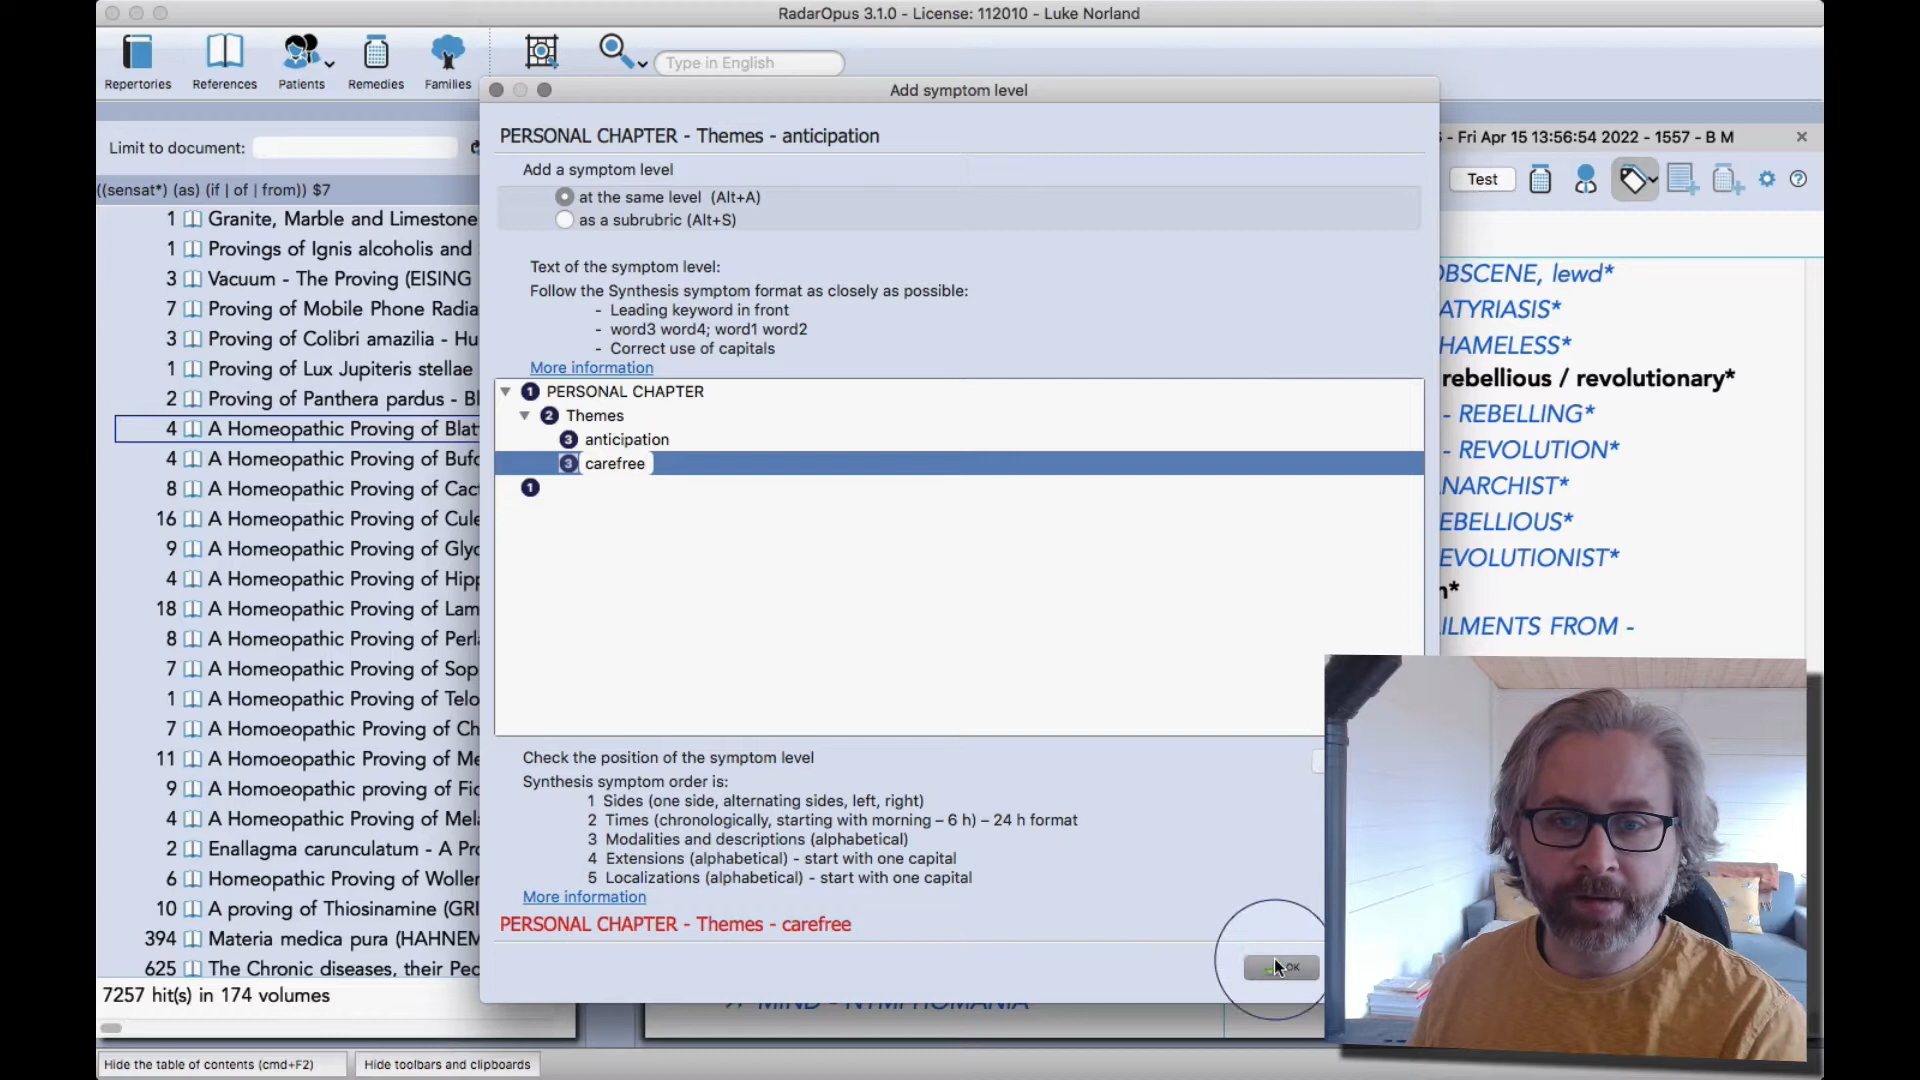 RadarOpus 3.1.0 - License: 112010 - Luke Norland
Repertories
References
Patients
Remedies
Families
Type in English
Add symptom level
Limit to document:
((sensat*) (as) (if | of | from)) $7
1 Granite, Marble and Limestone
1 Provings of Ignis alcoholis and
3 Vacuum - The Proving (EISING
7 Proving of Mobile Phone Radia
3 Proving of Colibri amazilia - Hu
1 Proving of Lux Jupiteris stellae
2 Proving of Panthera pardus - Bl
4 A Homeopathic Proving of Blat
4 A Homeopathic Proving of Bufo
8 A Homeopathic Proving of Cact
16 A Homeopathic Proving of Cule
9 A Homeopathic Proving of Glyc
4 A Homeopathic Proving of Hipp
18 A Homeopathic Proving of Lam
8 A Homeopathic Proving of Perla
7 A Homeopathic Proving of Sop
1 A Homeopathic Proving of Telo
7 A Homoeopathic Proving of Ch
11 A Homoeopathic Proving of Me
9 A Homoeopathic proving of Fic
4 A Homoeopathic Proving of Mela
2 Enallagma carunculatum - A Pro
6 Homeopathic Proving of Woller
10 A proving of Thiosinamine (GRI
394 Materia medica pura (HAHNEM
625 The Chronic diseases, their Pec
7257 hit(s) in 174 volumes
Hide the table of contents (cmd+F2)
Hide toolbars and clipboards
PERSONAL CHAPTER - Themes - anticipation
Add a symptom level
at the same level (Alt+A)
as a subrubric (Alt+S)
Text of the symptom level:
Follow the Synthesis symptom format as closely as possible:
- Leading keyword in front
- word3 word4; word1 word2
- Correct use of capitals
More information
1 PERSONAL CHAPTER
2 Themes
3 anticipation
3 carefree
1
Check the position of the symptom level
Synthesis symptom order is:
1 Sides (one side, alternating sides, left, right)
2 Times (chronologically, starting with morning – 6 h) – 24 h format
3 Modalities and descriptions (alphabetical)
4 Extensions (alphabetical) - start with one capital
5 Localizations (alphabetical) - start with one capital
More information
PERSONAL CHAPTER - Themes - carefree
OK
- Fri Apr 15 13:56:54 2022 - 1557 - B M
Test
BSCENE, lewd*
ATYRIASIS*
HAMELESS*
rebellious / revolutionary*
- REBELLING*
- REVOLUTION*
NARCHIST*
EBELLIOUS*
EVOLUTIONIST*
n*
ILMENTS FROM -
MIND - NYMPHOMANIA